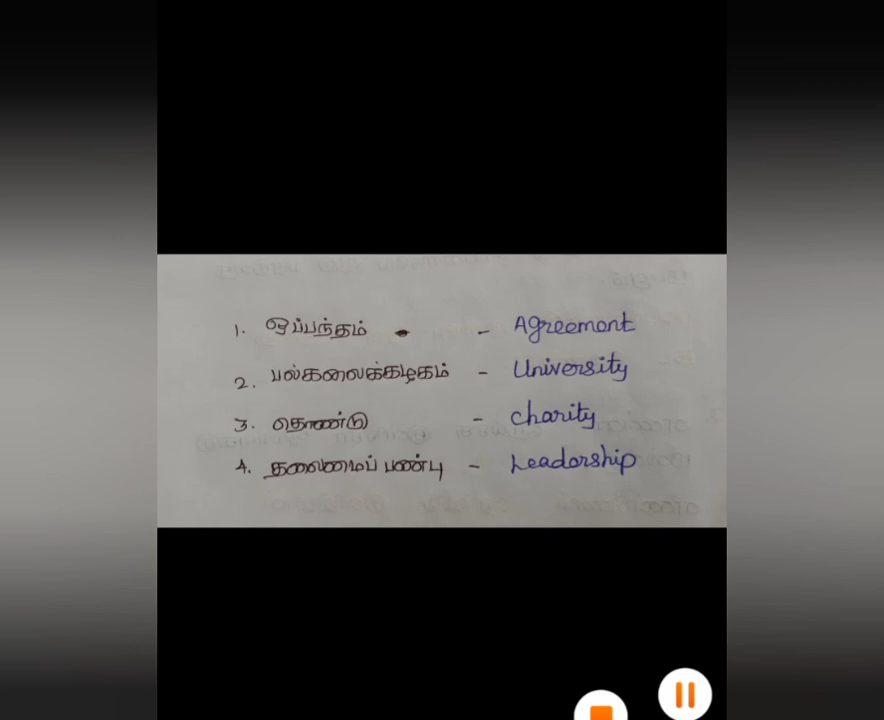 1. ஒப்பந்தம் - Agreement
2. பல்கலைக்கழகம் - University
3. தொண்டு - charity
4. தலைமைப் பண்பு - Leadership